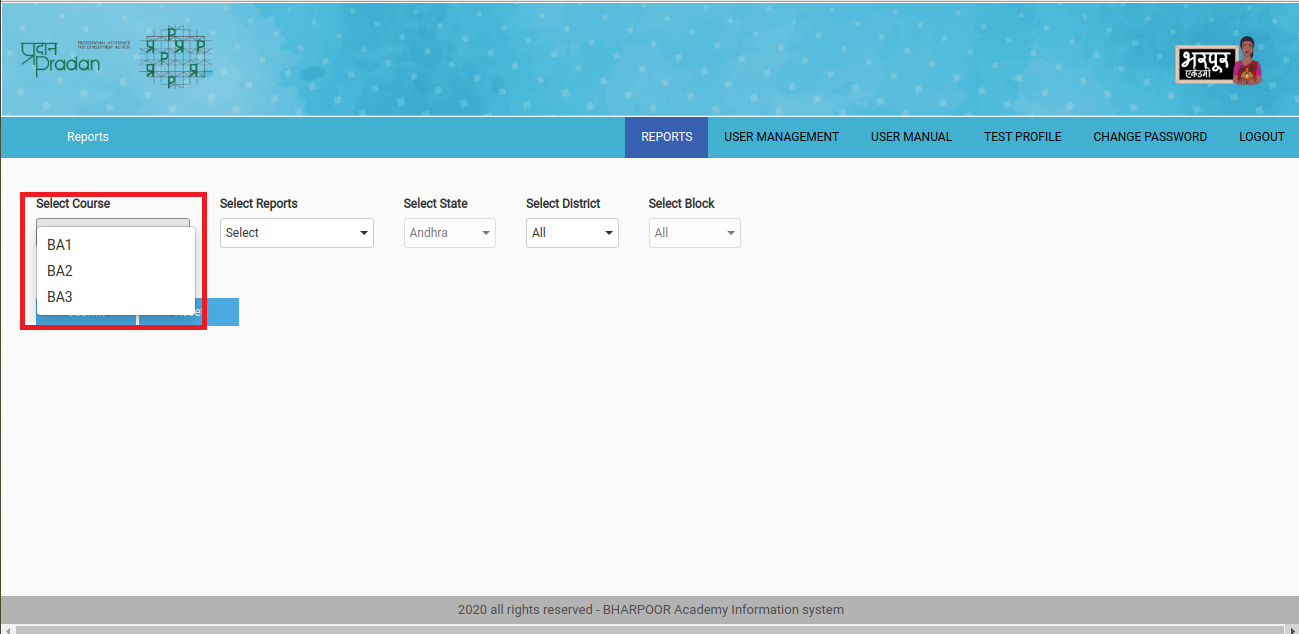 प्रदान
Pradan
PROFESSIONAL ASSISTANCE
FOR DEVELOPMENT ACTION
भरपूर
एकेडमी
Reports
REPORTS
USER MANAGEMENT
USER MANUAL
TEST PROFILE
CHANGE PASSWORD
LOGOUT
Select Course
Select Reports
Select State
Select District
Select Block
Select
Andhra
All
All
BA1
BA2
BA3
2020 all rights reserved - BHARPOOR Academy Information system